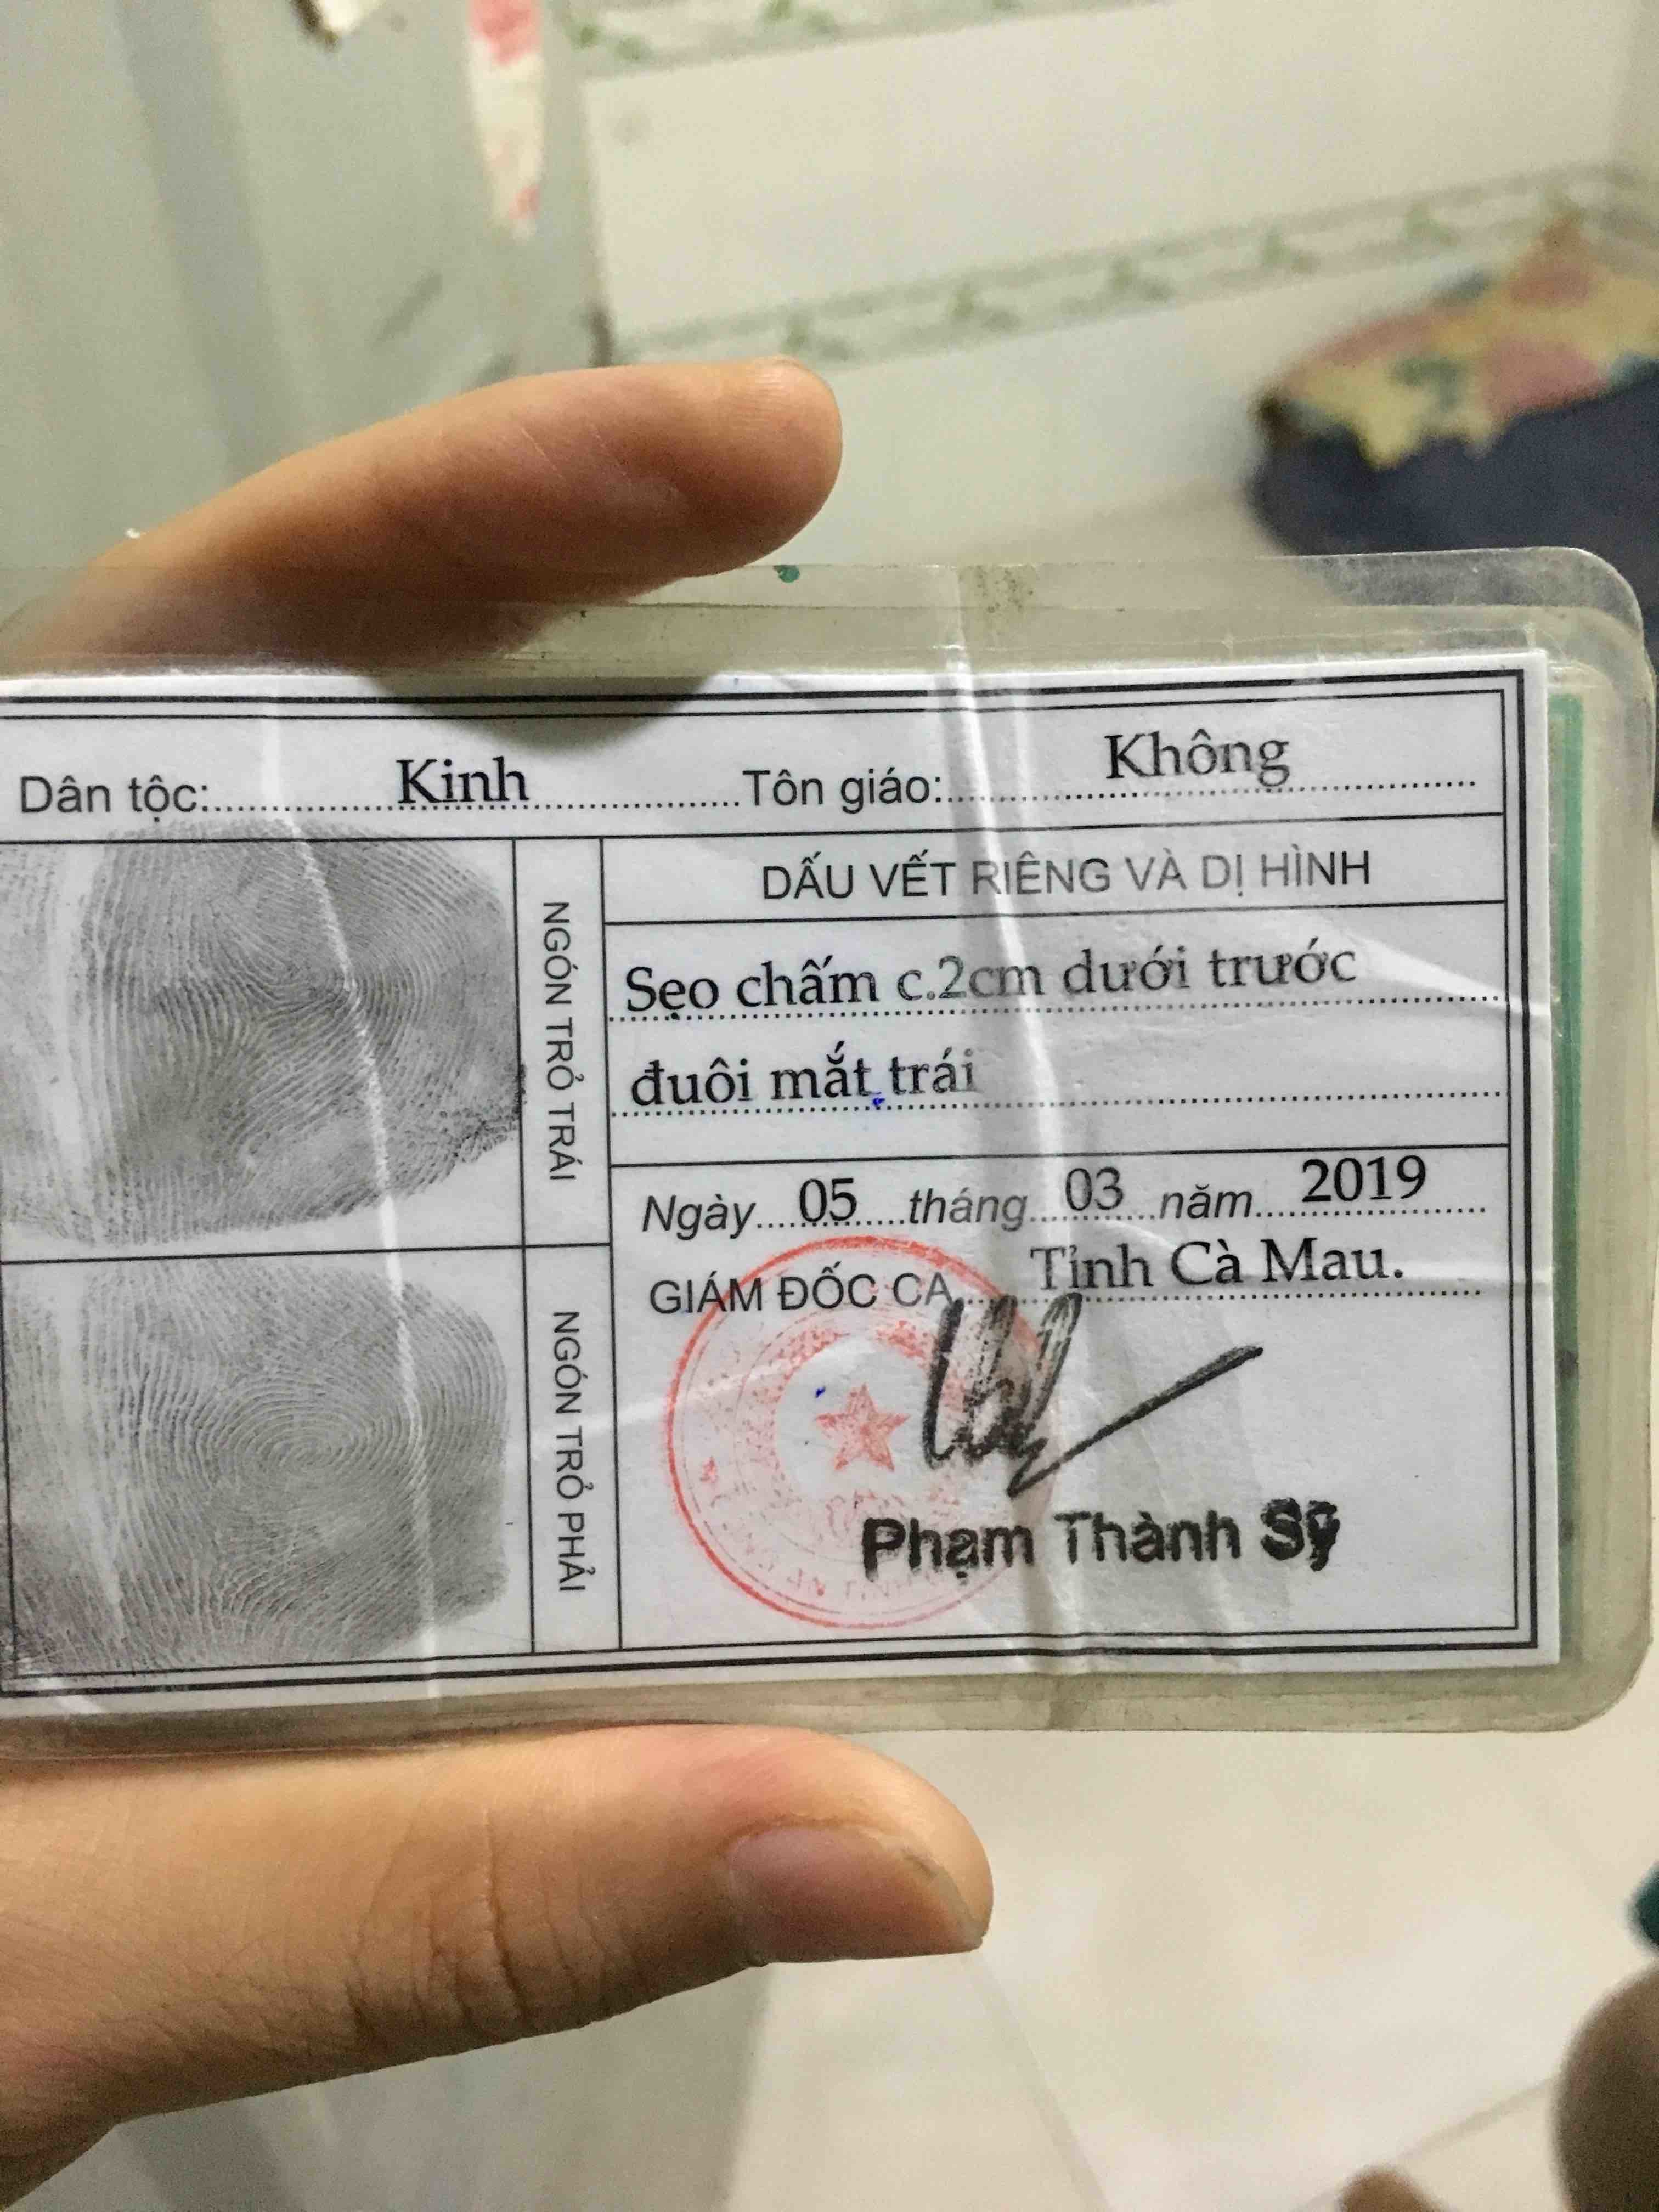 Dân tộc: Kinh Tôn giáo: Không
NGÓN TRỎ TRÁI
DẤU VẾT RIÊNG VÀ DỊ HÌNH
Sẹo chấm c.2cm dưới trước
đuôi mắt trái
NGÓN TRỎ PHẢI
Ngày 05 tháng 03 năm 2019
GIÁM ĐỐC CA Tỉnh Cà Mau.
Phạm Thành Sỹ